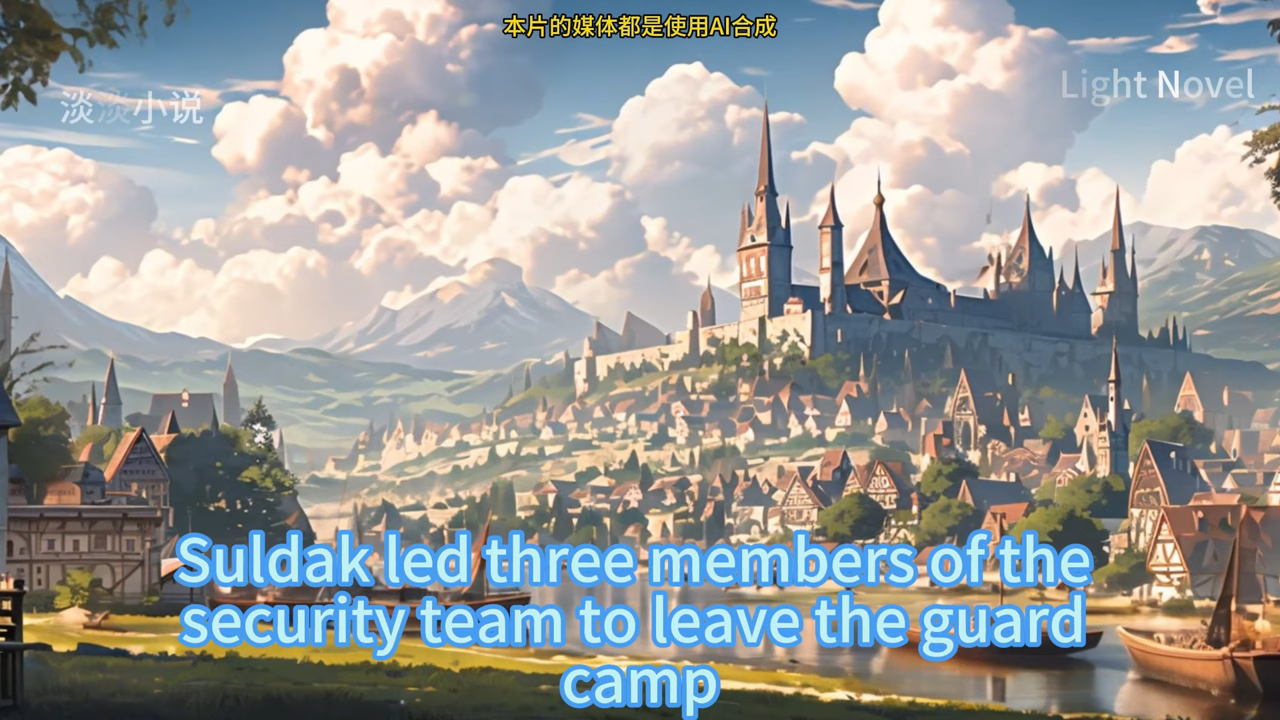 本片的媒体都是使用AI合成
淡淡小说
Light Novel
Suldak led three members of the
security team to leave the guard
camp